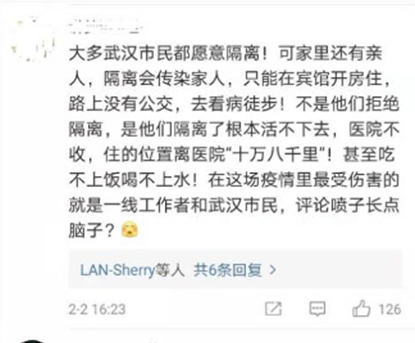 大多武汉市民都愿意隔离！可家里还有亲
人，隔离会传染家人，只能在宾馆开房住，
路上没有公交，去看病徒步！不是他们拒绝
隔离，是他们隔离了根本活不下去，医院不
收，住的位置离医院“十万八千里”！甚至吃
不上饭喝不上水！在这场疫情里最受伤害的
就是一线工作者和武汉市民，评论喷子长点
脑子？
LAN-Sherry等人 共6条回复 >
2-2 16:23 126